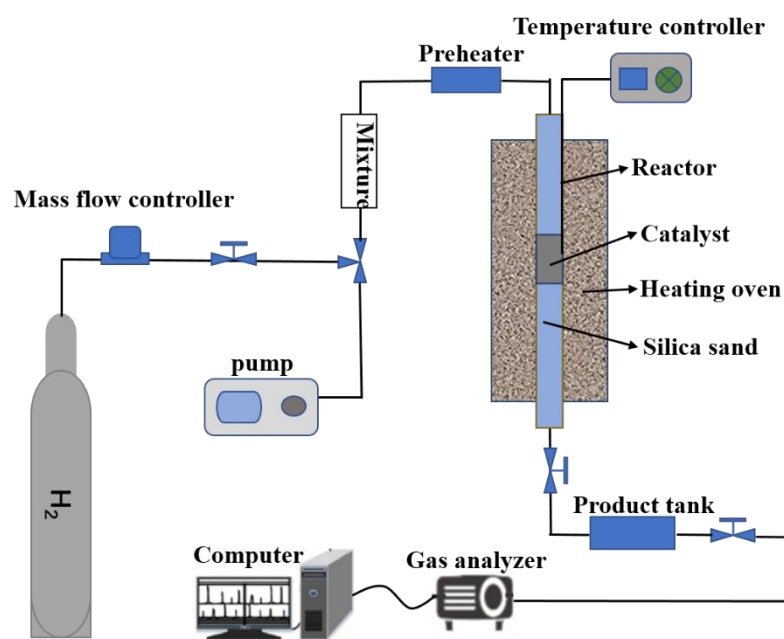 Temperature controller
Preheater
Mixture
Mass flow controller
Reactor
Catalyst
Heating oven
Silica sand
pump
H₂
Product tank
Computer
Gas analyzer